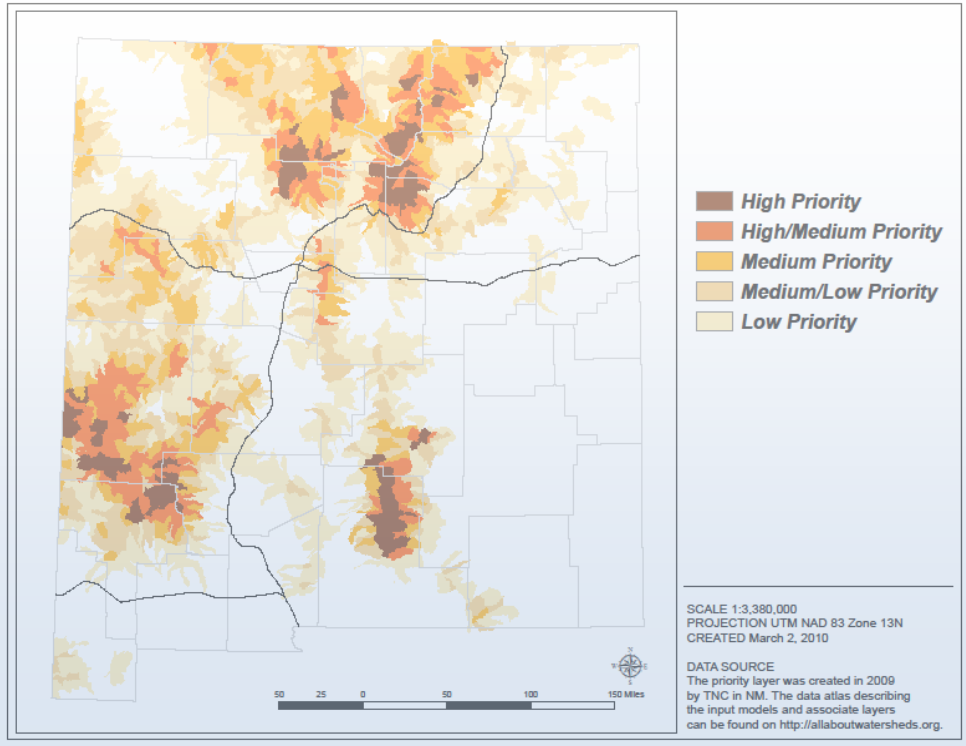 High Priority
High/Medium Priority
Medium Priority
Medium/Low Priority
Low Priority
SCALE 1:3,380,000
PROJECTION UTM NAD 83 Zone 13N
CREATED March 2, 2010
DATA SOURCE
The priority layer was created in 2009
by TNC in NM. The data atlas describing
the input models and associate layers
can be found on http://allaboutwatersheds.org.
N
W E
S
50 25 0 50 100 150 Miles